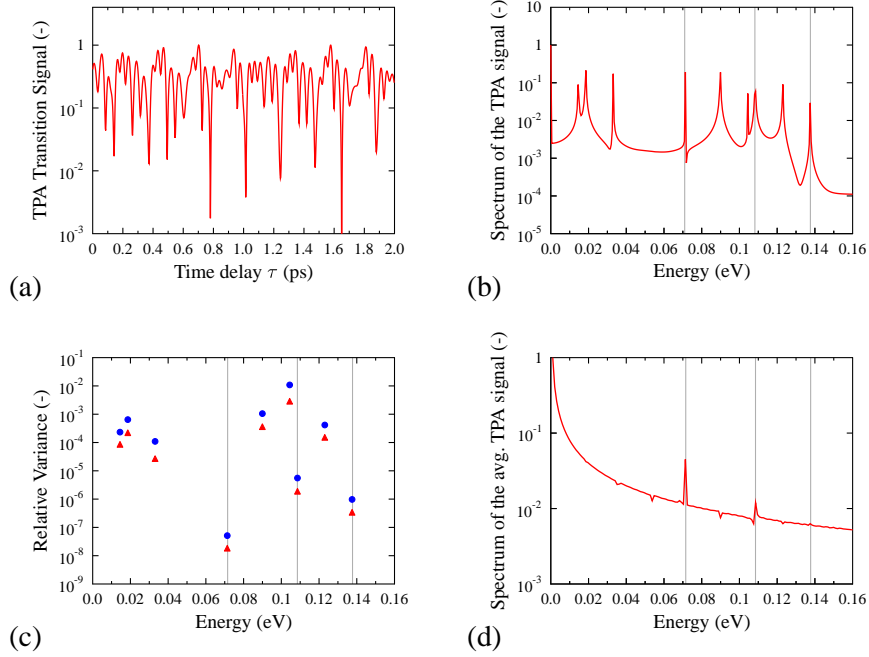 1
10⁻¹
10⁻²
10⁻³
TPA Transition Signal (-)
0 0.2 0.4 0.6 0.8 1.0 1.2 1.4 1.6 1.8 2.0
Time delay τ (ps)
(a)
10
1
10⁻¹
10⁻²
10⁻³
10⁻⁴
10⁻⁵
Spectrum of the TPA signal (-)
0.00 0.02 0.04 0.06 0.08 0.10 0.12 0.14 0.16
Energy (eV)
(b)
10⁻¹
10⁻²
10⁻³
10⁻⁴
10⁻⁵
10⁻⁶
10⁻⁷
10⁻⁸
10⁻⁹
Relative Variance (-)
0.0 0.02 0.04 0.06 0.08 0.1 0.12 0.14 0.16
Energy (eV)
(c)
1
10⁻¹
10⁻²
10⁻³
Spectrum of the avg. TPA signal (-)
0.00 0.02 0.04 0.06 0.08 0.10 0.12 0.14 0.16
Energy (eV)
(d)